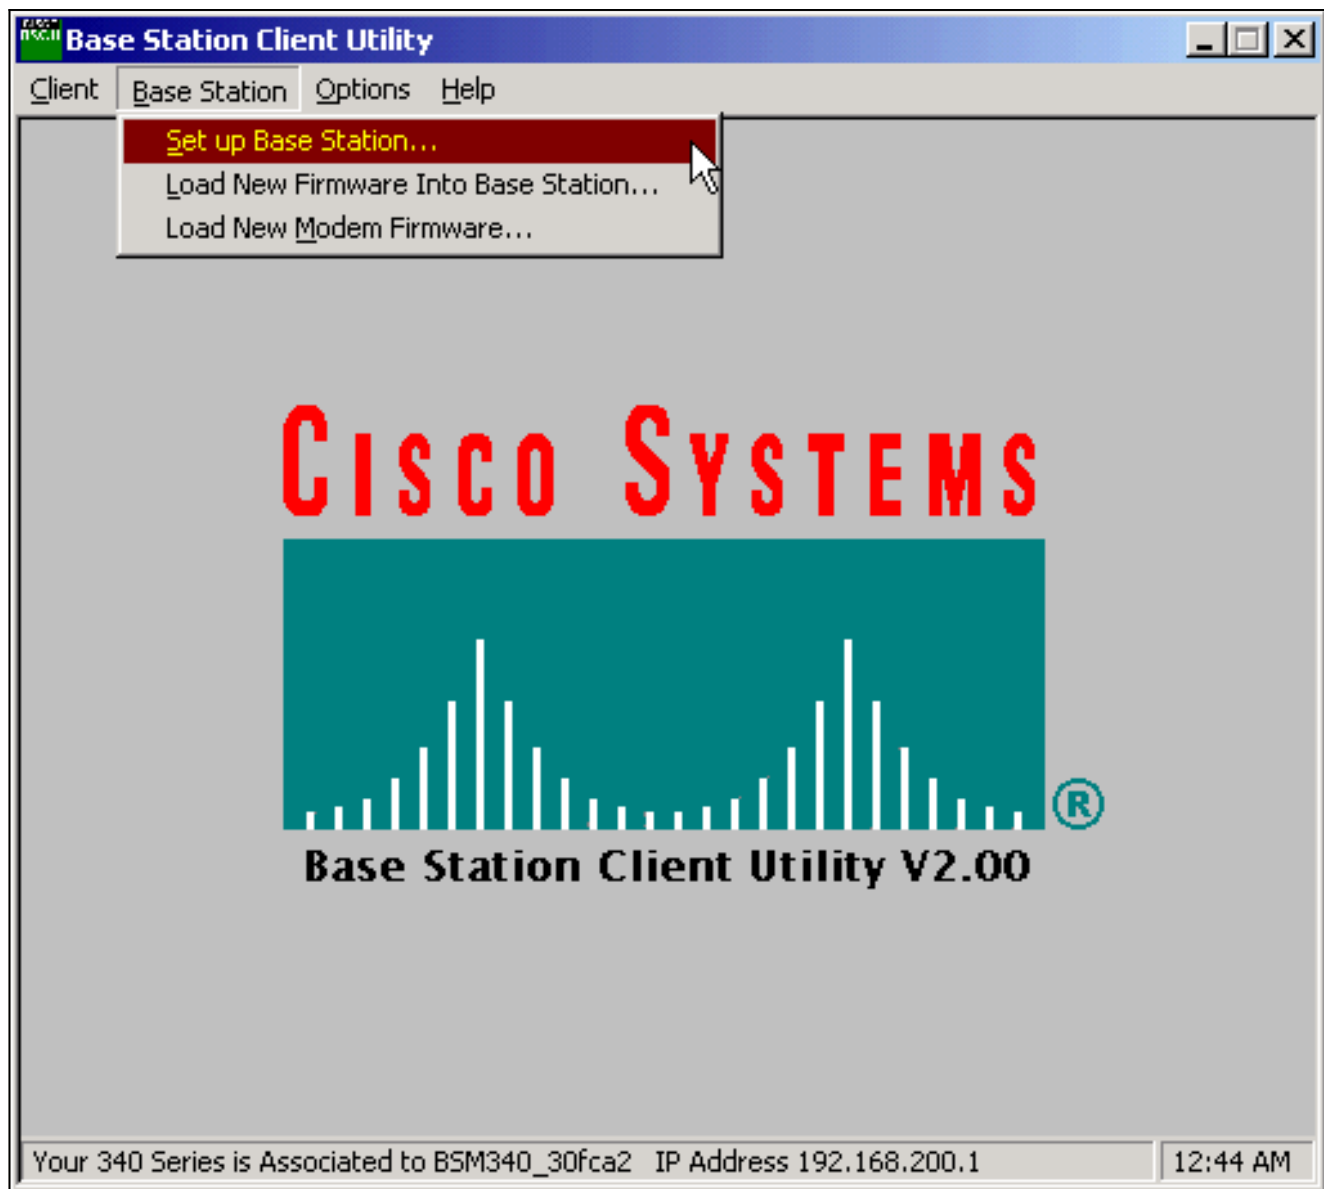 Base Station Client Utility
Client Base Station Options Help
Set up Base Station...
Load New Firmware Into Base Station...
Load New Modem Firmware...
CISCO SYSTEMS
®
Base Station Client Utility V2.00
Your 340 Series is Associated to BSM340_30fca2 IP Address 192.168.200.1 12:44 AM